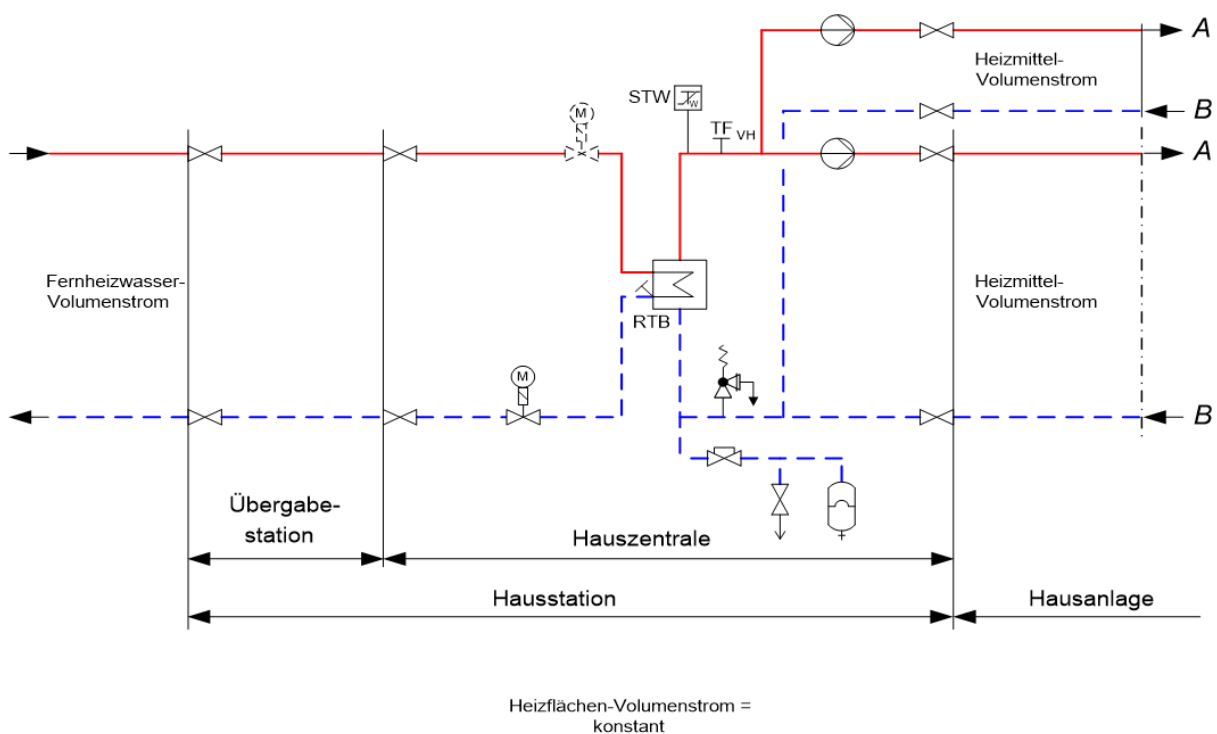 A
Heizmittel-
Volumenstrom
STW
W
M
B
TF VH
A
Fernheizwasser-
Volumenstrom
Heizmittel-
Volumenstrom
RTB
M
B
Übergabe-
station
Hauszentrale
Hausstation
Hausanlage
Heizflächen-Volumenstrom =
konstant